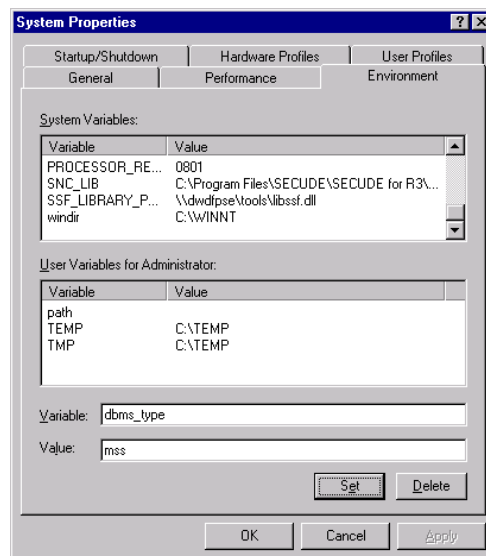 System Properties
Startup/Shutdown Hardware Profiles User Profiles
General Performance Environment
System Variables:
Variable Value
PROCESSOR_RE... 0801
SNC_LIB C:\Program Files\SECUDE\SECUDE for R3\...
SSF_LIBRARY_P... \\dwdfpse\tools\libssf.dll
windir C:\WINNT
User Variables for Administrator:
Variable Value
path
TEMP C:\TEMP
TMP C:\TEMP
Variable: dbms_type
Value: mss
Set Delete
OK Cancel Apply